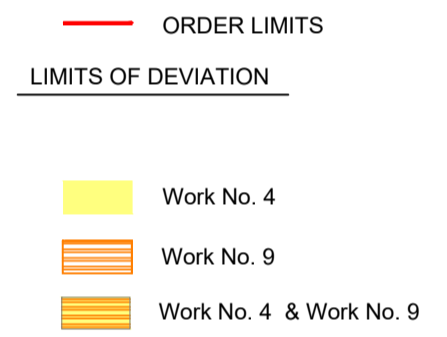 ORDER LIMITS
LIMITS OF DEVIATION
Work No. 4
Work No. 9
Work No. 4 & Work No. 9